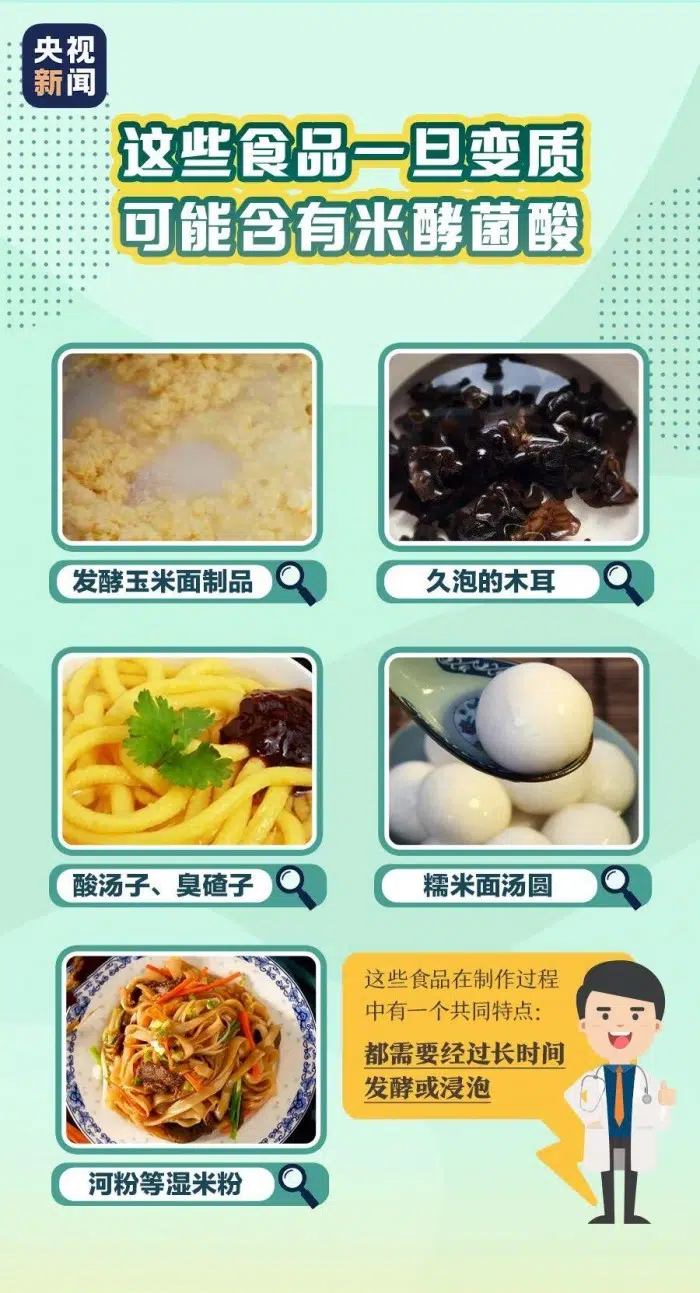 央视
新闻
这些食品一旦变质
可能含有米酵菌酸
发酵玉米面制品
久泡的木耳
酸汤子、臭碴子
糯米面汤圆
河粉等湿米粉
这些食品在制作过程
中有一个共同特点：
都需要经过长时间
发酵或浸泡